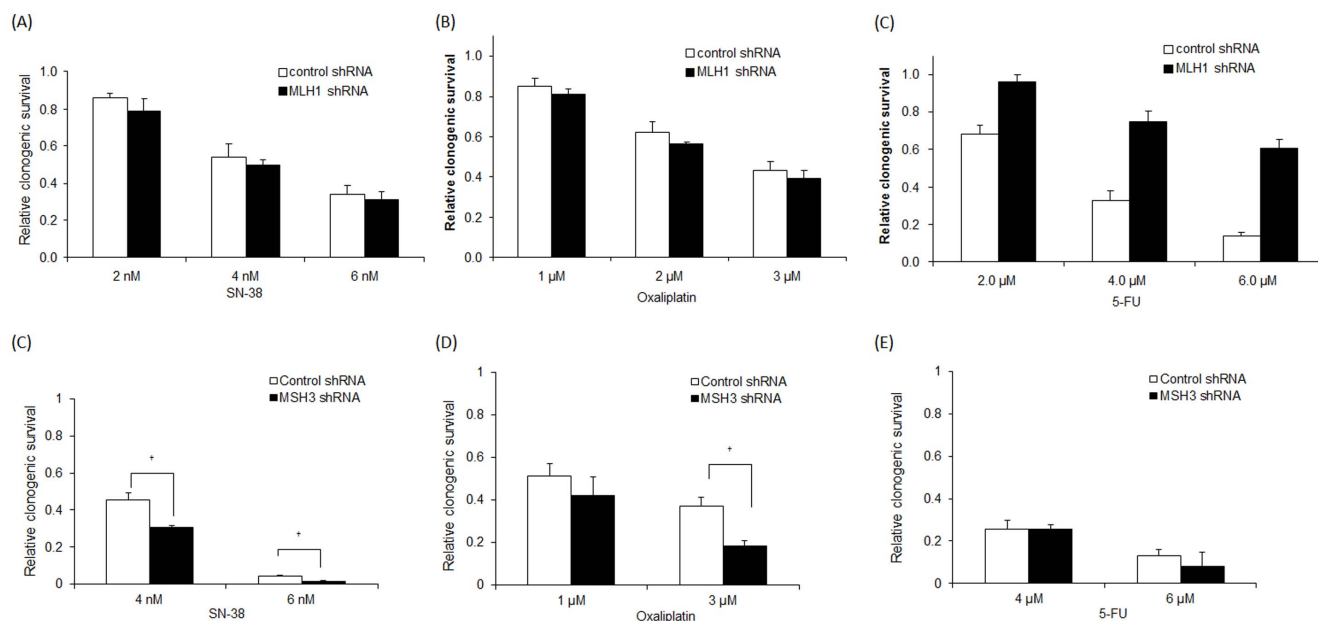 (A)
control shRNA
MLH1 shRNA
Relative clonogenic survival
1.0
0.8
0.6
0.4
0.2
0.0
2 nM
4 nM
6 nM
SN-38
(B)
control shRNA
MLH1 shRNA
Relative clonogenic survival
1.0
0.8
0.6
0.4
0.2
0.0
1 µM
2 µM
3 µM
Oxaliplatin
(C)
control shRNA
MLH1 shRNA
Relative clonogenic survival
1.0
0.8
0.6
0.4
0.2
0.0
2.0 µM
4.0 µM
6.0 µM
5-FU
(C)
Control shRNA
MSH3 shRNA
Relative clonogenic survival
1
0.8
0.6
0.4
0.2
0
†
†
4 nM
6 nM
SN-38
(D)
Control shRNA
MSH3 shRNA
Relative clonogenic survival
1
0.8
0.6
0.4
0.2
0
†
1 µM
3 µM
Oxaliplatin
(E)
Control shRNA
MSH3 shRNA
Relative clonogenic survival
1
0.8
0.6
0.4
0.2
0
4 µM
6 µM
5-FU